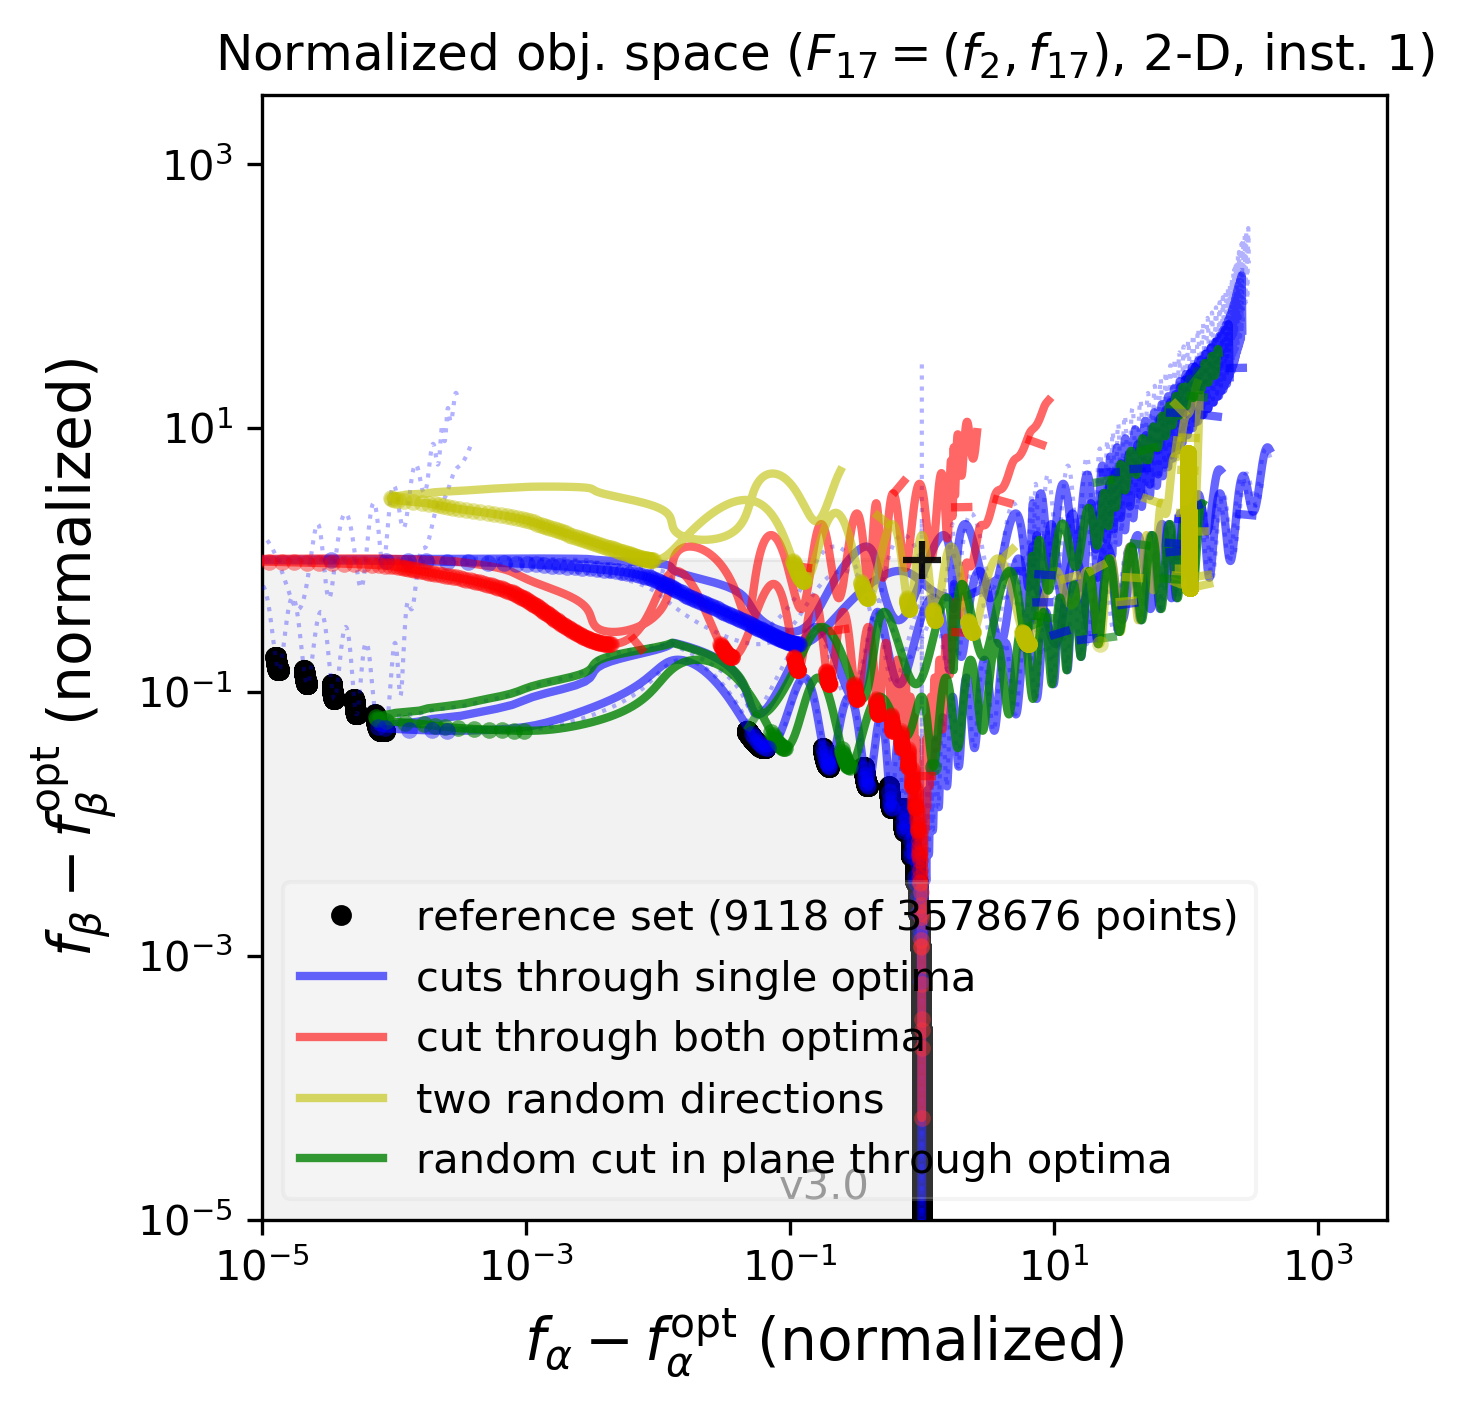 Normalized obj. space (F₁₇ = (f₂, f₁₇), 2-D, inst. 1)
10³
10¹
10⁻¹
10⁻³
10⁻⁵
f_β − f_β^opt (normalized)
reference set (9118 of 3578676 points)
cuts through single optima
cut through both optima
two random directions
random cut in plane through optima
v3.0
10⁻⁵ 10⁻³ 10⁻¹ 10¹ 10³
f_α − f_α^opt (normalized)